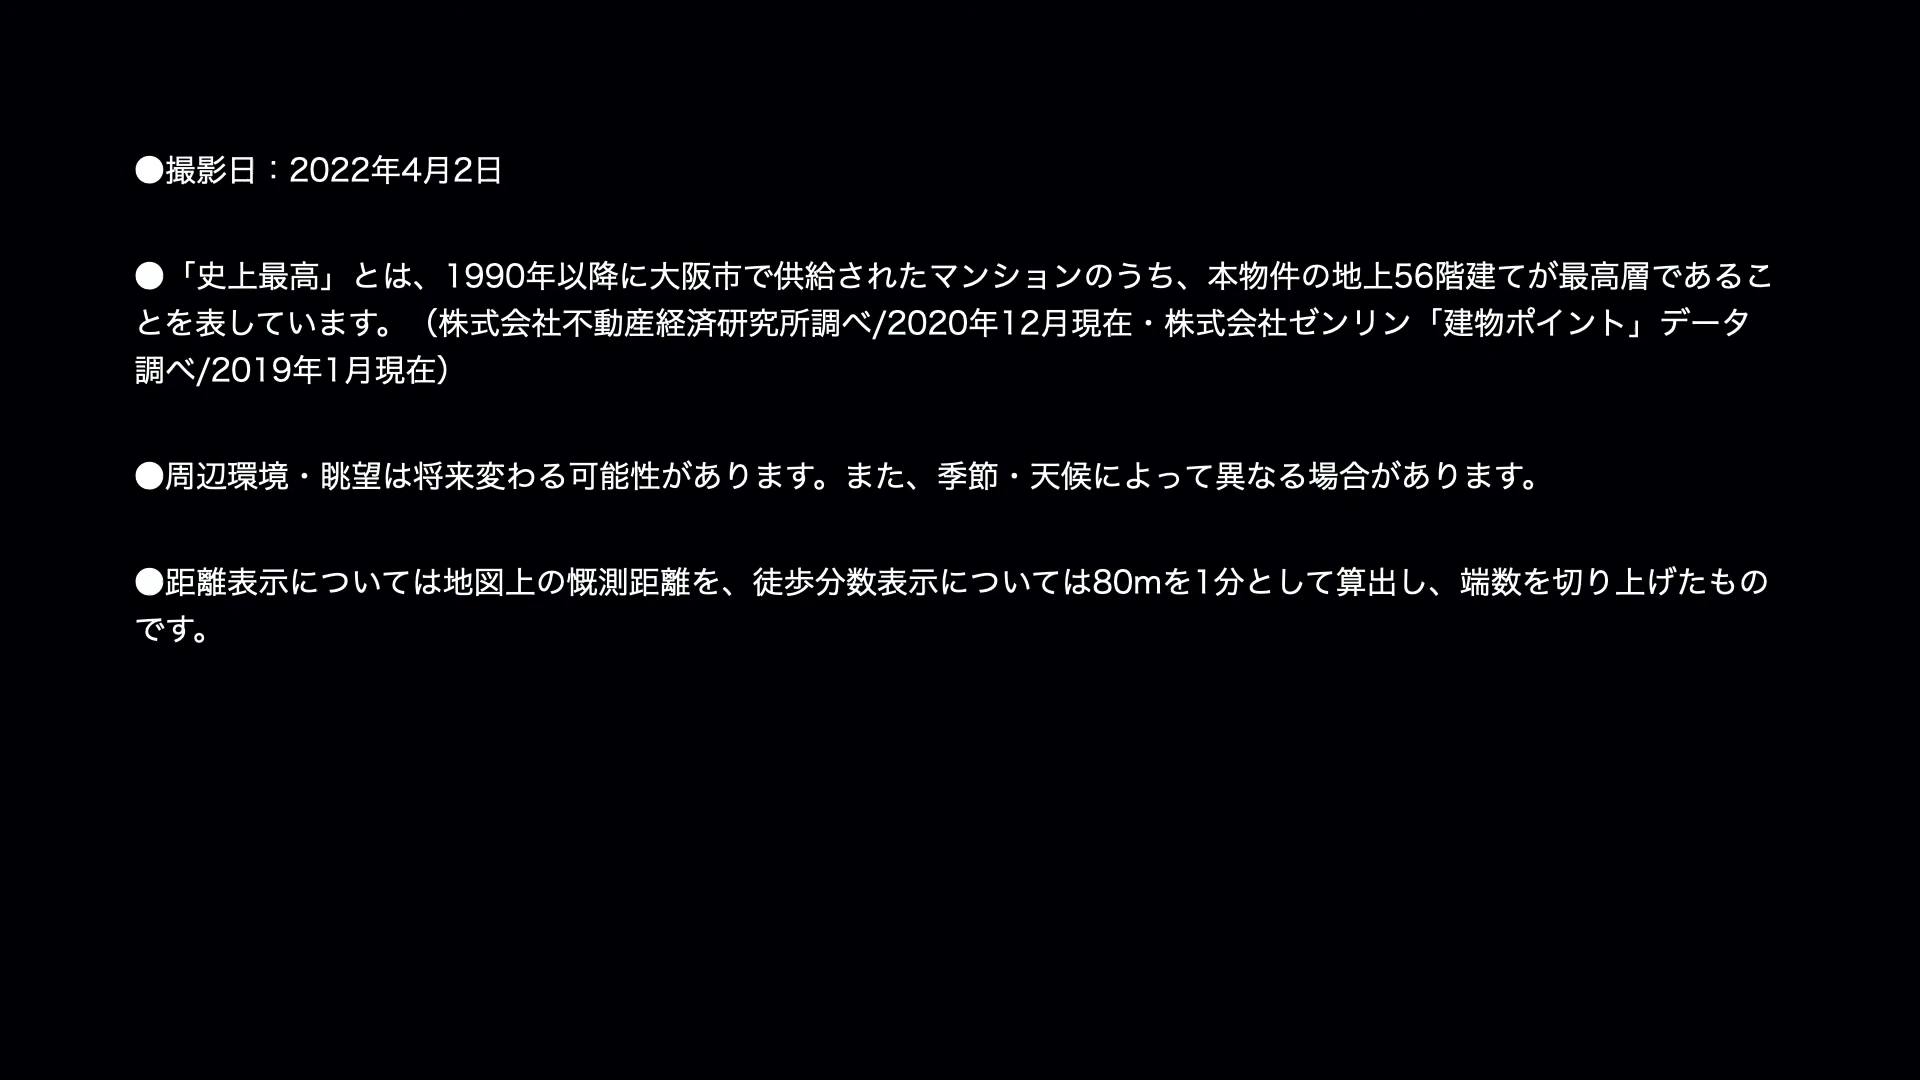 ●撮影日：2022年4月2日
●「史上最高」とは、1990年以降に大阪市で供給されたマンションのうち、本物件の地上56階建てが最高層であるこ
とを表しています。（株式会社不動産経済研究所調べ/2020年12月現在・株式会社ゼンリン「建物ポイント」データ
調べ/2019年1月現在）
●周辺環境・眺望は将来変わる可能性があります。また、季節・天候によって異なる場合があります。
●距離表示については地図上の慨測距離を、徒歩分数表示については80mを1分として算出し、端数を切り上げたもの
です。